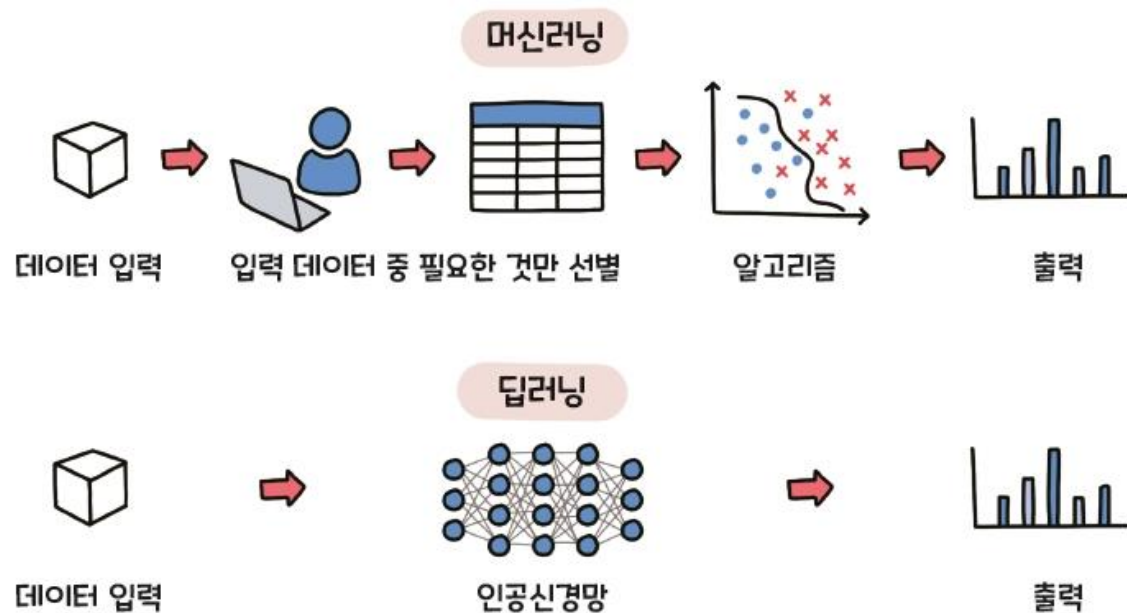 머신러닝
데이터 입력
입력 데이터 중 필요한 것만 선별
알고리즘
출력
딥러닝
데이터 입력
인공신경망
출력